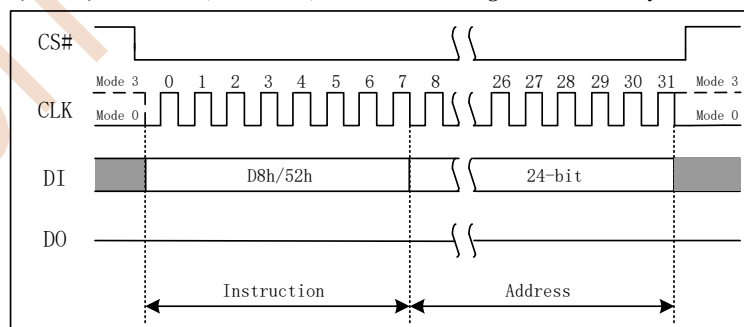 CS#
Mode 3 0 1 2 3 4 5 6 7 8 26 27 28 29 30 31 Mode 3
CLK
Mode 0 Mode 0
DI D8h/52h 24-bit
DO
Instruction Address